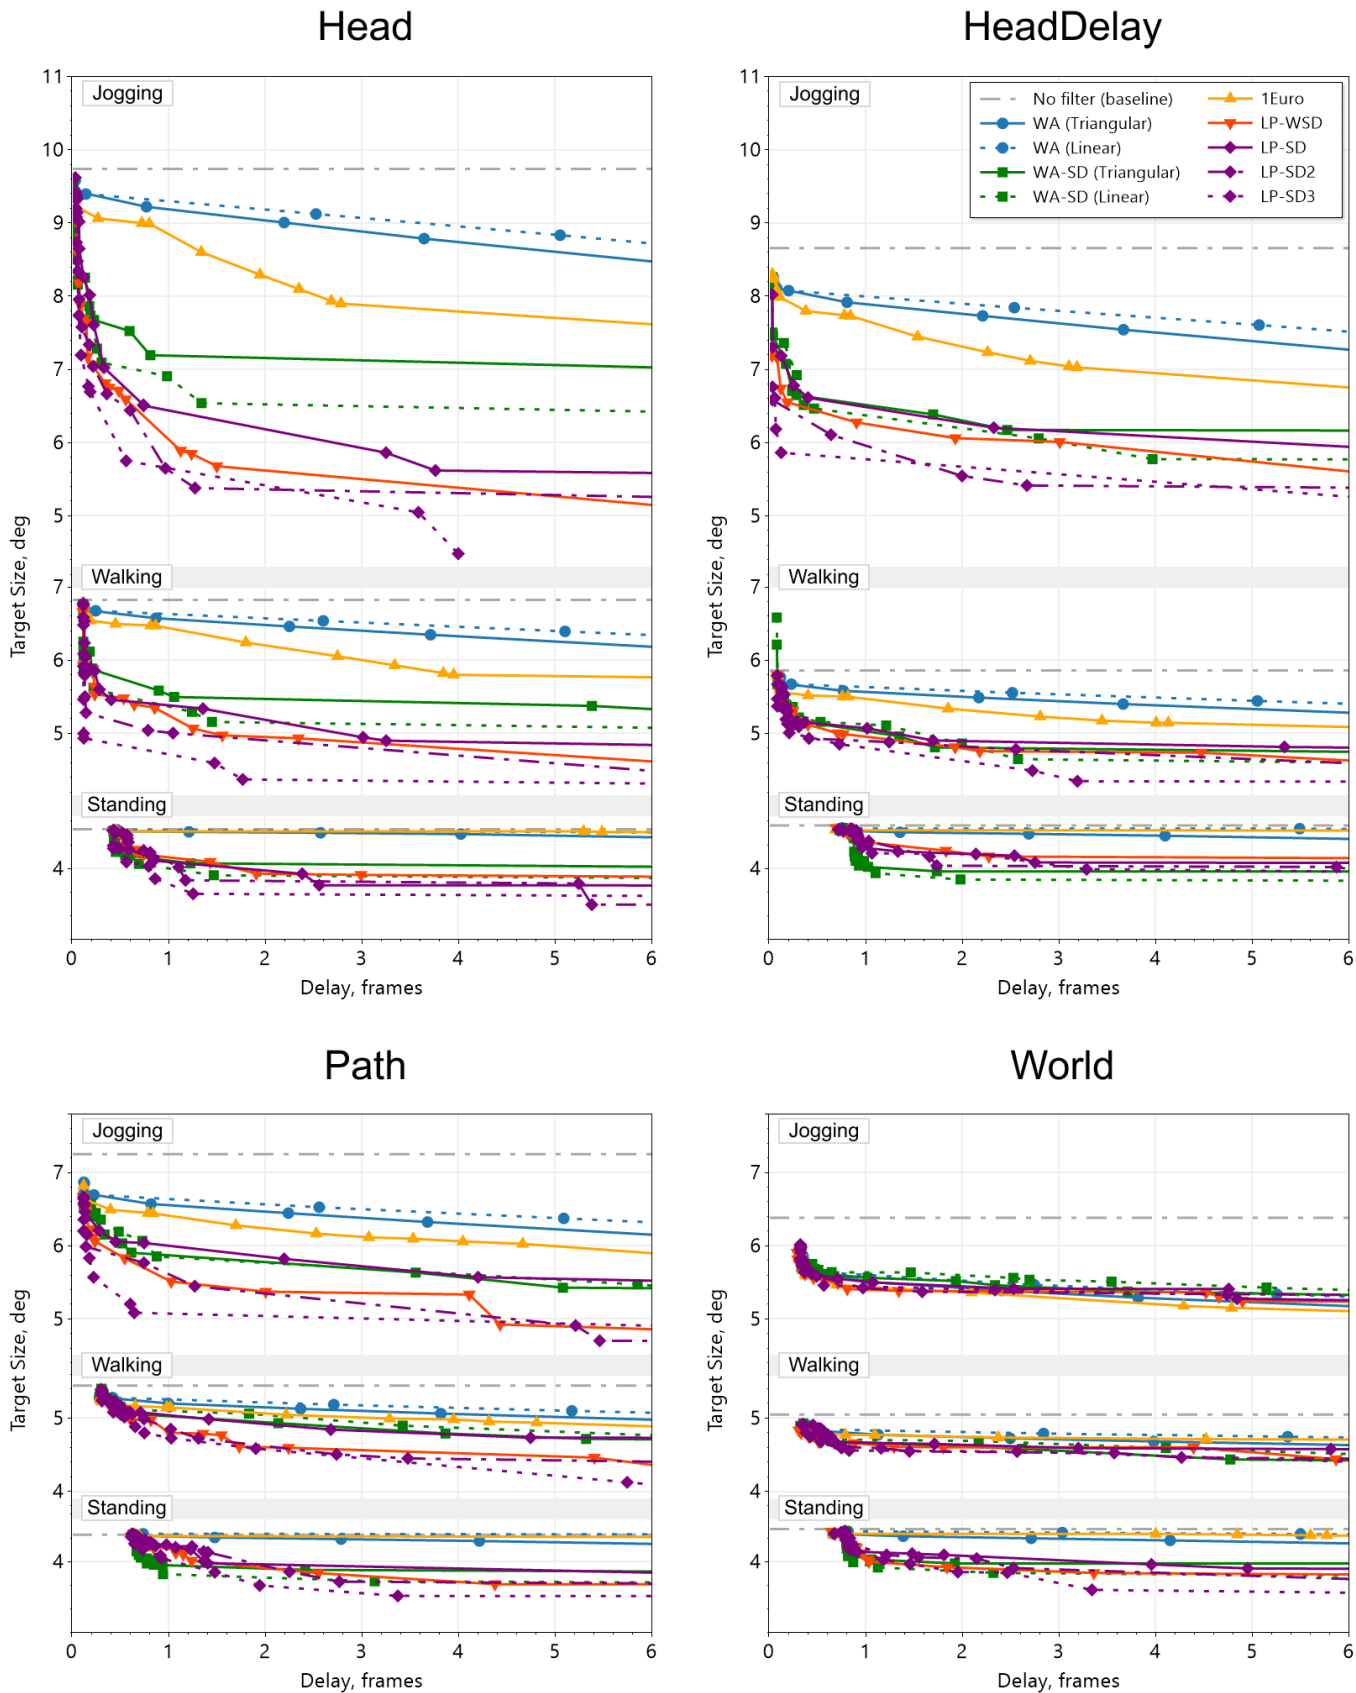 Head
HeadDelay
11
10
9
8
7
6
5
7
6
5
4
Jogging
Walking
Standing
Target Size, deg
0 1 2 3 4 5 6
Delay, frames
11
10
9
8
7
6
5
7
6
5
4
Jogging
No filter (baseline)
WA (Triangular)
WA (Linear)
WA-SD (Triangular)
WA-SD (Linear)
1Euro
LP-WSD
LP-SD
LP-SD2
LP-SD3
Walking
Standing
Target Size, deg
0 1 2 3 4 5 6
Delay, frames
Path
World
7
6
5
5
4
4
Jogging
Walking
Standing
Target Size, deg
0 1 2 3 4 5 6
Delay, frames
7
6
5
5
4
4
Jogging
Walking
Standing
Target Size, deg
0 1 2 3 4 5 6
Delay, frames